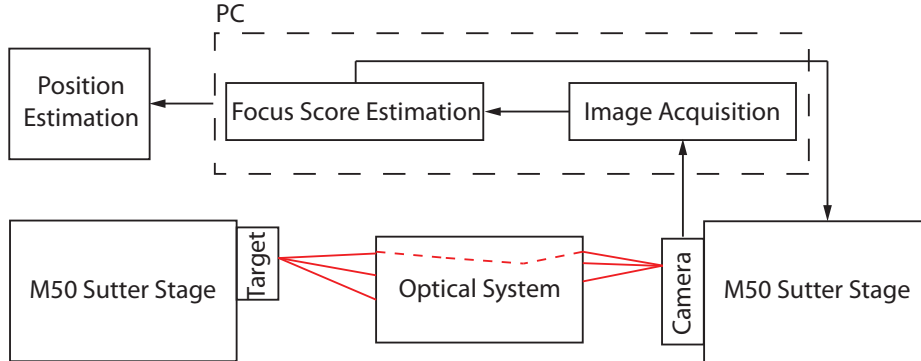 PC
Position
Estimation
Focus Score Estimation
Image Acquisition
M50 Sutter Stage
Target
Optical System
Camera
M50 Sutter Stage